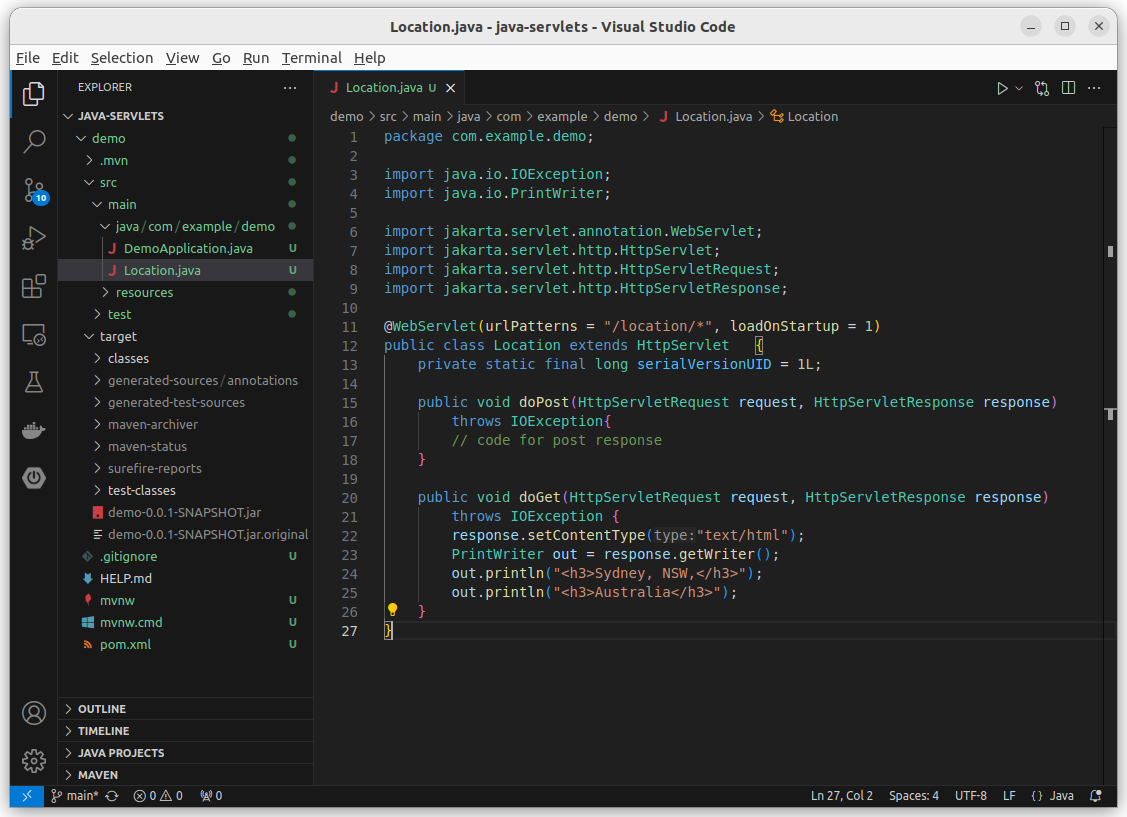 Location.java - java-servlets - Visual Studio Code
File Edit Selection View Go Run Terminal Help
EXPLORER
JAVA-SERVLETS
demo
.mvn
src
main
java/com/example/demo
DemoApplication.java U
Location.java U
resources
test
target
classes
generated-sources/annotations
generated-test-sources
maven-archiver
maven-status
surefire-reports
test-classes
demo-0.0.1-SNAPSHOT.jar
demo-0.0.1-SNAPSHOT.jar.original
.gitignore U
HELP.md
mvnw U
mvnw.cmd U
pom.xml U
OUTLINE
TIMELINE
JAVA PROJECTS
MAVEN
10
Location.java U
demo > src > main > java > com > example > demo > Location.java > Location
1 package com.example.demo;
2
3 import java.io.IOException;
4 import java.io.PrintWriter;
5
6 import jakarta.servlet.annotation.WebServlet;
7 import jakarta.servlet.http.HttpServlet;
8 import jakarta.servlet.http.HttpServletRequest;
9 import jakarta.servlet.http.HttpServletResponse;
10
11 @WebServlet(urlPatterns = "/location/*", loadOnStartup = 1)
12 public class Location extends HttpServlet   {
13     private static final long serialVersionUID = 1L;
14
15     public void doPost(HttpServletRequest request, HttpServletResponse response)
16         throws IOException{
17         // code for post response
18     }
19
20     public void doGet(HttpServletRequest request, HttpServletResponse response)
21         throws IOException {
22         response.setContentType(type:"text/html");
23         PrintWriter out = response.getWriter();
24         out.println("<h3>Sydney, NSW,</h3>");
25         out.println("<h3>Australia</h3>");
26     }
27 }
main* 0 0 0 Ln 27, Col 2 Spaces: 4 UTF-8 LF {} Java